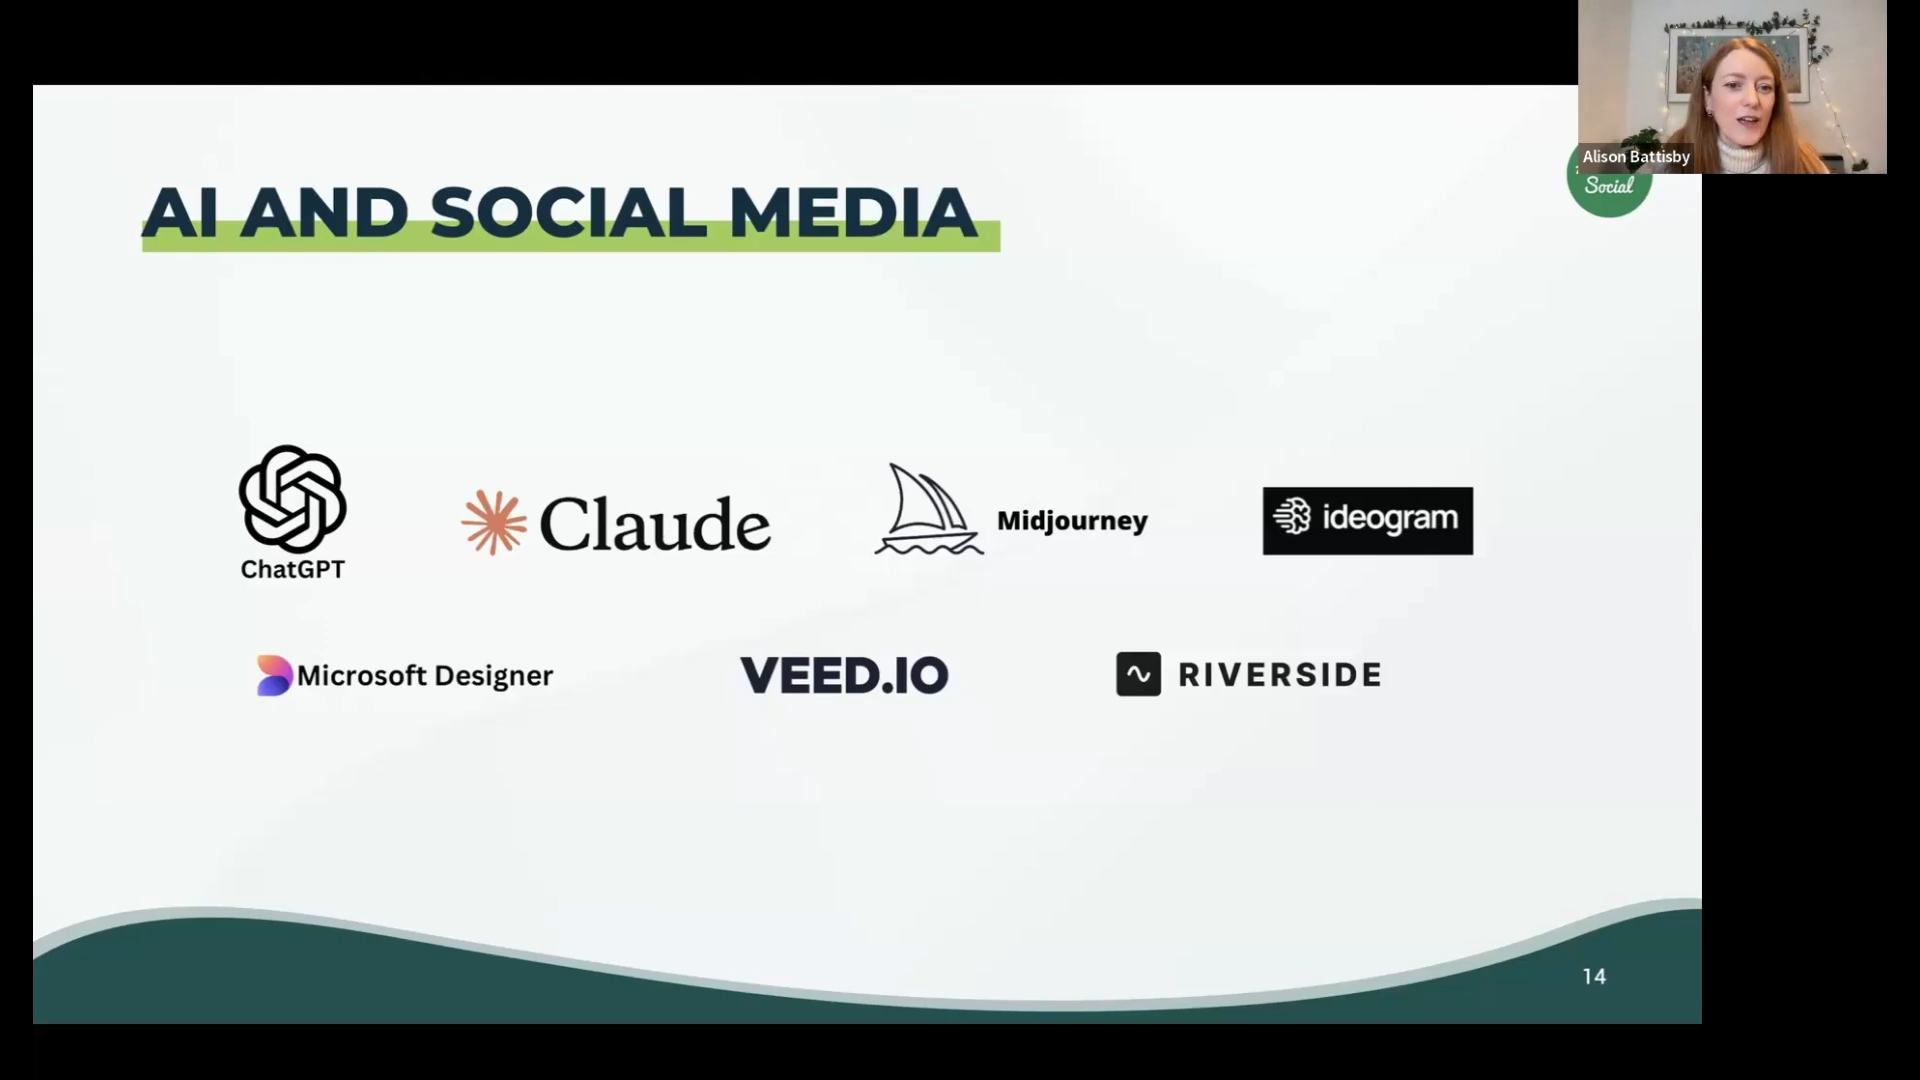 Alison Battisby
Social
AI AND SOCIAL MEDIA
ChatGPT
Claude
Midjourney
ideogram
Microsoft Designer
VEED.IO
RIVERSIDE
14